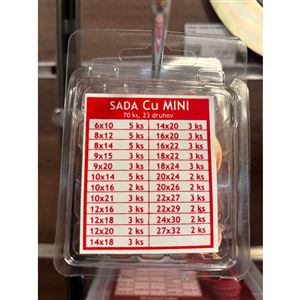 SADA Cu MINI
70 ks, 23 druhov
6x10 5 ks 14x20 3 ks
8x12 5 ks 16x20 3 ks
8x14 5 ks 16x22 3 ks
9x15 3 ks 18x22 3 ks
9x20 3 ks 18x24 3 ks
10x14 5 ks 20x24 2 ks
10x16 2 ks 20x26 2 ks
10x21 3 ks 22x27 3 ks
12x16 3 ks 22x29 2 ks
12x18 3 ks 24x30 2 ks
12x20 2 ks 27x32 2 ks
14x18 3 ks